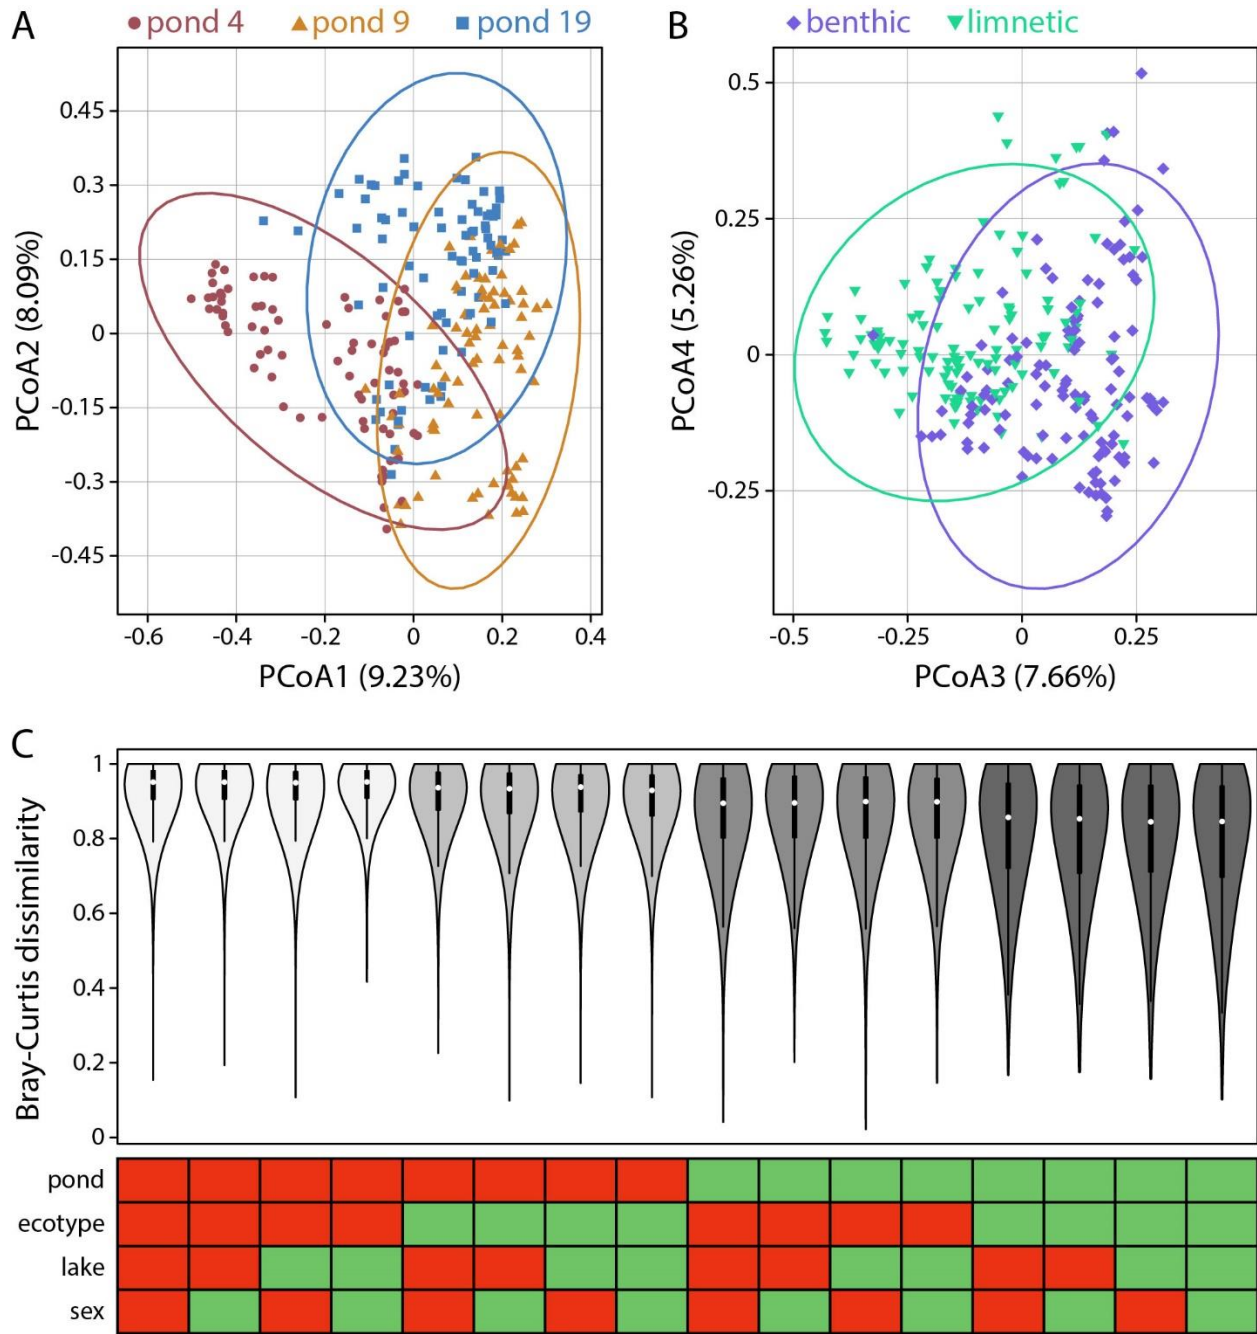 A
pond 4
pond 9
pond 19
0.45
0.3
0.15
0
-0.15
-0.3
-0.45
PCoA2 (8.09%)
-0.6
-0.4
-0.2
0
0.2
0.4
PCoA1 (9.23%)
B
benthic
limnetic
0.5
0.25
0
-0.25
PCoA4 (5.26%)
-0.5
-0.25
0
0.25
PCoA3 (7.66%)
C
1
0.8
0.6
0.4
0.2
0
Bray-Curtis dissimilarity
pond
ecotype
lake
sex